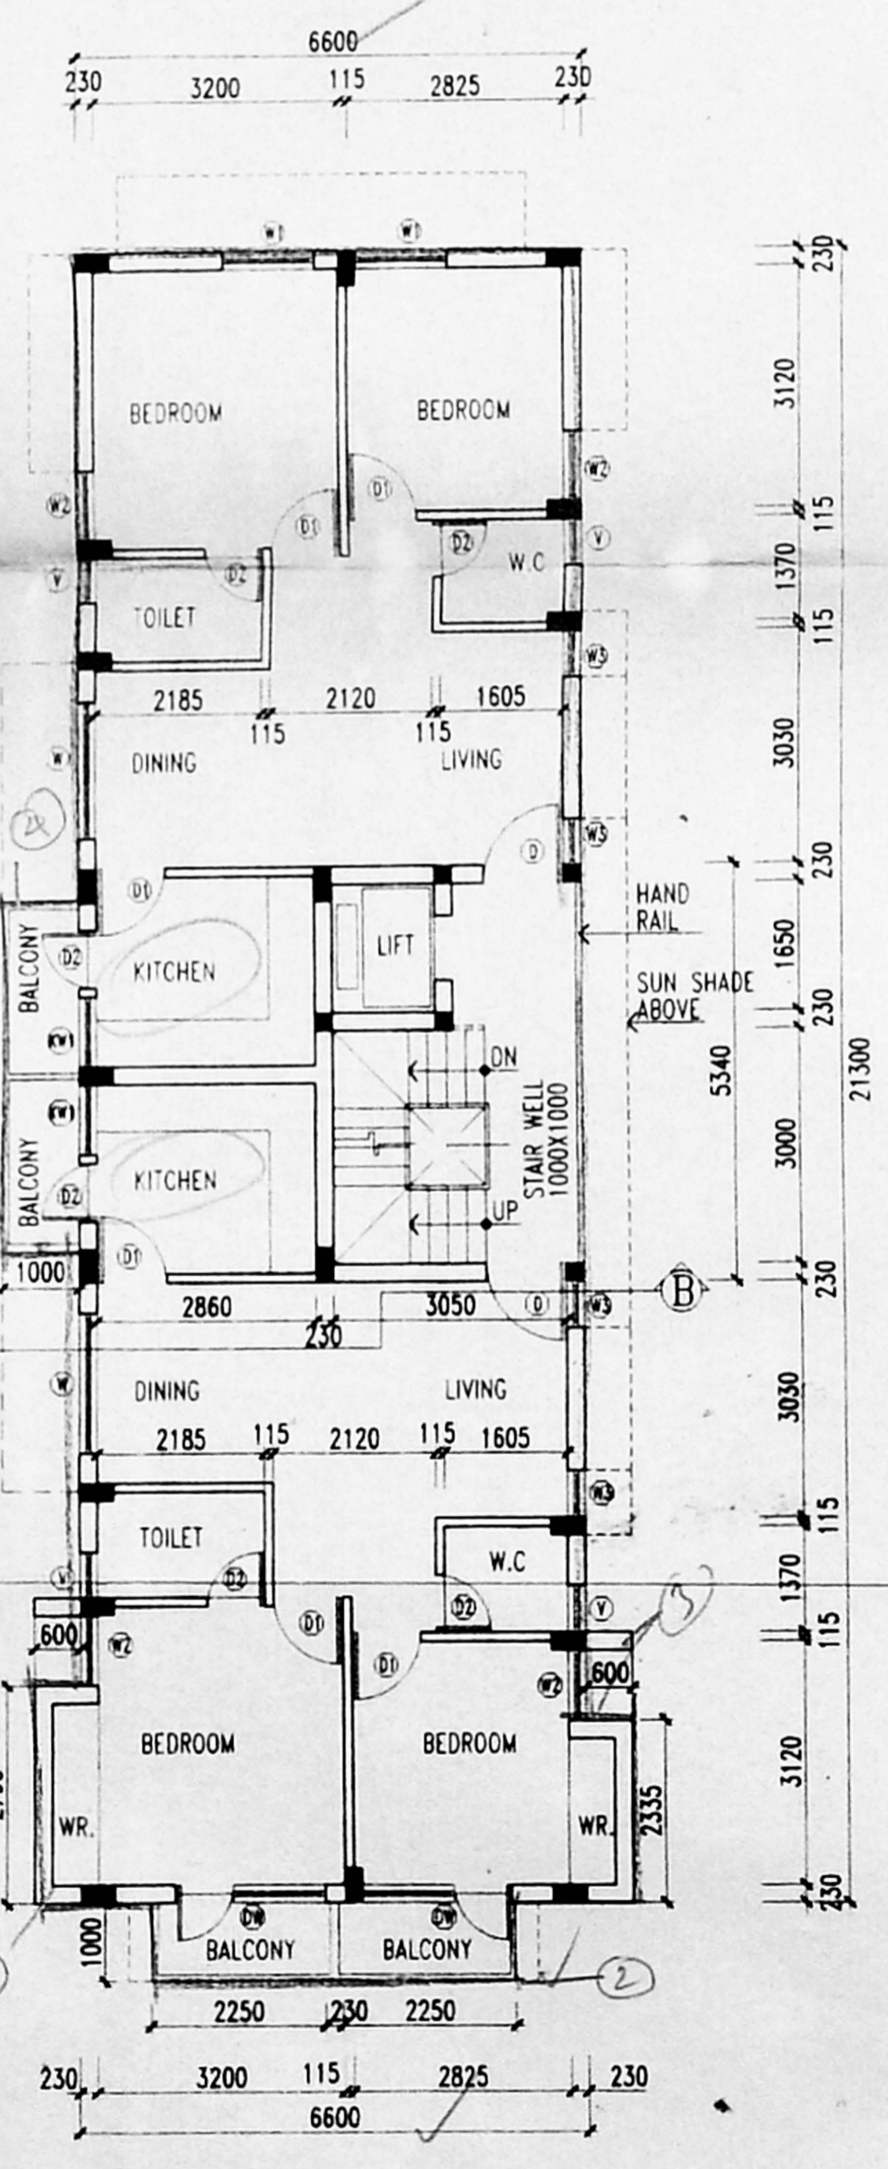 6600
230 3200 115 2825 230
W1 W1
230
BEDROOM BEDROOM
3120
W2
D1
W2 D1
115
D2 W.C V
V D2
1370
TOILET
115
W3
2185 2120 1605
115 115
3030
W DINING LIVING
4
W3
D
D1
230
HAND
RAIL
BALCONY D2 KITCHEN LIFT
1650
SUN SHADE
ABOVE
230
KW1
DN
5340
21300
KW1
STAIR WELL
1000X1000
3000
BALCONY D2 KITCHEN
UP
D1
1000
B
230
2860 3050 D W3
230
W DINING LIVING
3030
2185 115 2120 115 1605
W3
115
TOILET
W.C
V D2
1370
D2 V 3
600 W2 D1
115
D1
600
W2
BEDROOM BEDROOM
3120
WR. WR. 2335
230
DW DW
1000 BALCONY BALCONY
2
2250 230 2250
230 3200 115 2825 230
6600